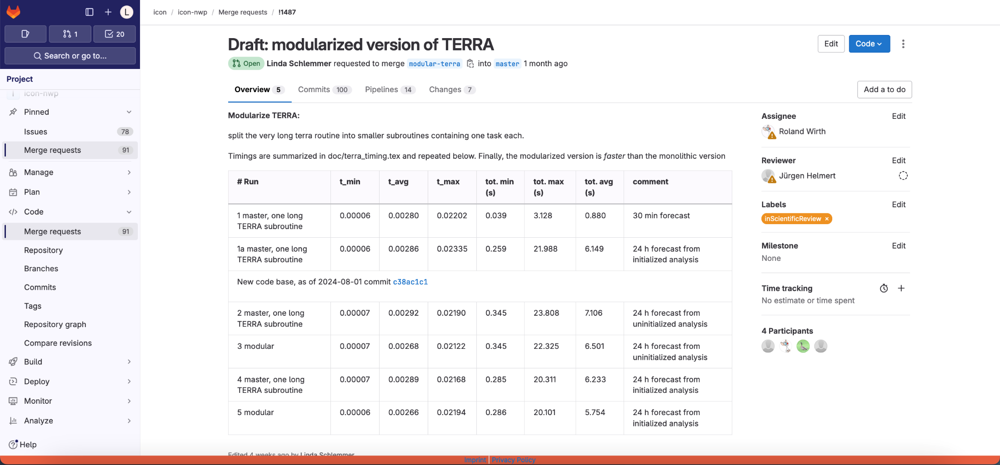 L
1
20
Search or go to...
Project
icon-nwp
Pinned
Issues 78
Merge requests 91
Manage
Plan
Code
Merge requests 91
Repository
Branches
Commits
Tags
Repository graph
Compare revisions
Build
Deploy
Monitor
Analyze
Help
icon / icon-nwp / Merge requests / !1487
Draft: modularized version of TERRA
Edit
Code
Open Linda Schlemmer requested to merge modular-terra into master 1 month ago
Overview 5 Commits 100 Pipelines 14 Changes 7
Add a to do
Modularize TERRA:
split the very long terra routine into smaller subroutines containing one task each.
Timings are summarized in doc/terra_timing.tex and repeated below. Finally, the modularized version is faster than the monolithic version
# Run t_min t_avg t_max tot. min (s) tot. max (s) tot. avg (s) comment
1 master, one long TERRA subroutine 0.00006 0.00280 0.02202 0.039 3.128 0.880 30 min forecast
1a master, one long TERRA subroutine 0.00006 0.00286 0.02335 0.259 21.988 6.149 24 h forecast from initialized analysis
New code base, as of 2024-08-01 commit c38ac1c1
2 master, one long TERRA subroutine 0.00007 0.00292 0.02190 0.345 23.808 7.106 24 h forecast from uninitialized analysis
3 modular 0.00007 0.00268 0.02122 0.345 22.325 6.501 24 h forecast from uninitialized analysis
4 master, one long TERRA subroutine 0.00007 0.00289 0.02168 0.285 20.311 6.233 24 h forecast from initialized analysis
5 modular 0.00006 0.00266 0.02194 0.286 20.101 5.754 24 h forecast from initialized analysis
Edited 4 weeks ago by Linda Schlemmer
Assignee Edit
Roland Wirth
Reviewer Edit
Jürgen Helmert
Labels Edit
inScientificReview ×
Milestone Edit
None
Time tracking
No estimate or time spent
4 Participants
Imprint | Privacy Policy